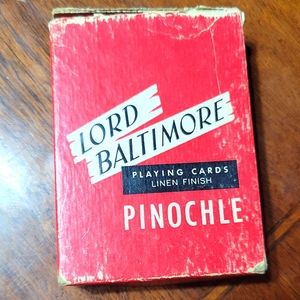 LORD
BALTIMORE
PLAYING CARDS
LINEN FINISH
PINOCHLE